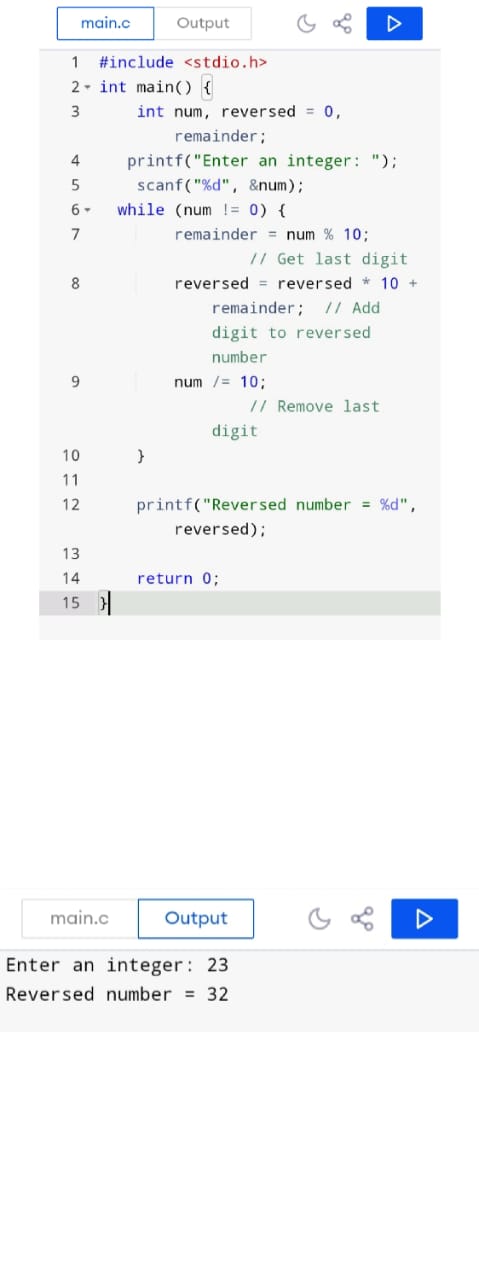 main.c Output
1 #include <stdio.h>
2 int main() {
3 int num, reversed = 0,
remainder;
4 printf("Enter an integer: ");
5 scanf("%d", &num);
6 while (num != 0) {
7 remainder = num % 10;
// Get last digit
8 reversed = reversed * 10 +
remainder; // Add
digit to reversed
number
9 num /= 10;
// Remove last
digit
10 }
11
12 printf("Reversed number = %d",
reversed);
13
14 return 0;
15 }
main.c Output
Enter an integer: 23
Reversed number = 32